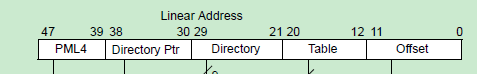 Linear Address
47 39 38 30 29 21 20 12 11 0
PML4 Directory Ptr Directory Table Offset